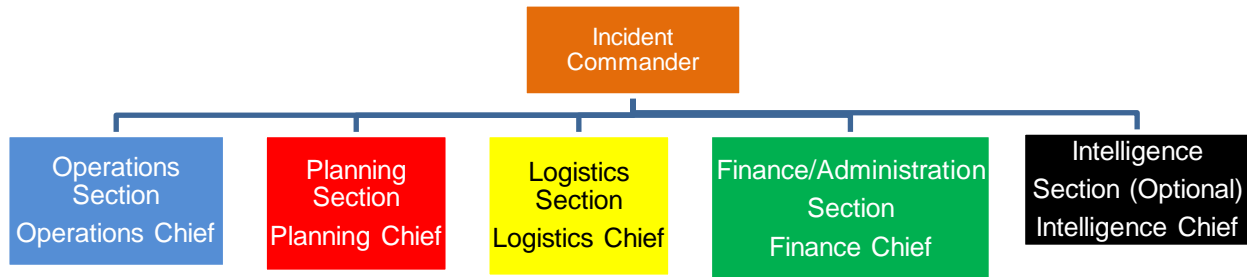 Incident
Commander
Operations
Section
Operations Chief
Planning
Section
Planning Chief
Logistics
Section
Logistics Chief
Finance/Administration
Section
Finance Chief
Intelligence
Section (Optional)
Intelligence Chief